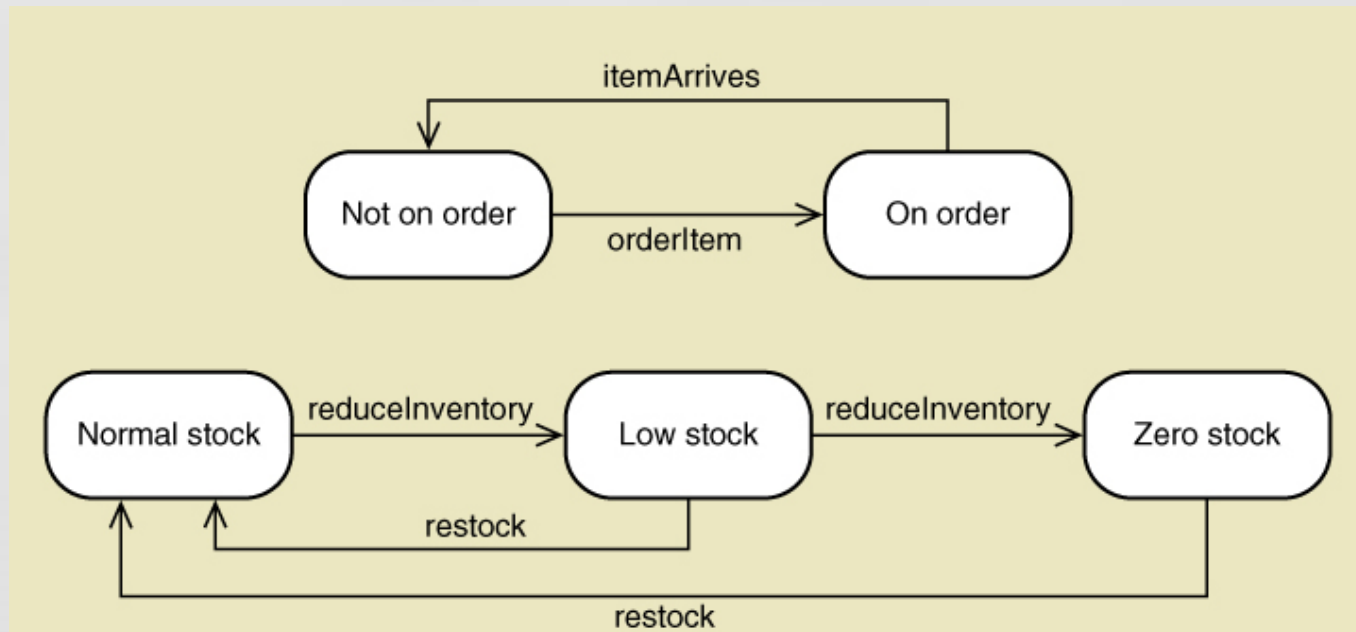 itemArrives
Not on order
On order
orderItem
Normal stock
reduceInventory
Low stock
reduceInventory
Zero stock
restock
restock